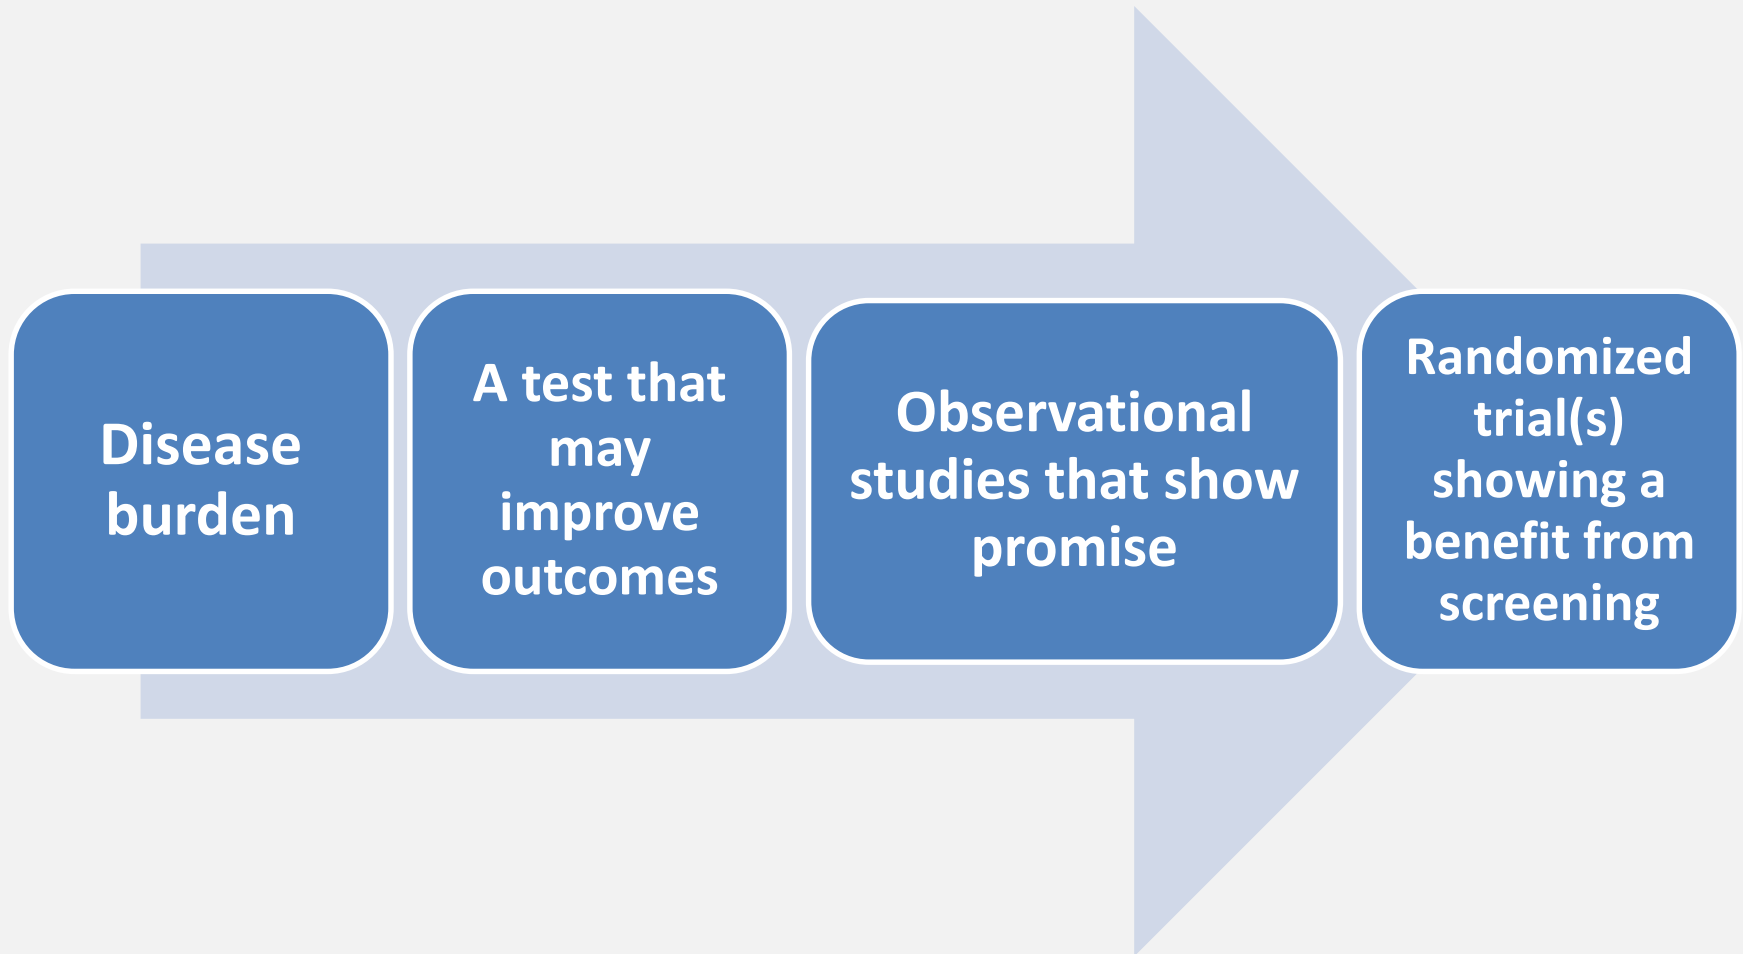 Disease
burden
A test that
may
improve
outcomes
Observational
studies that show
promise
Randomized
trial(s)
showing a
benefit from
screening